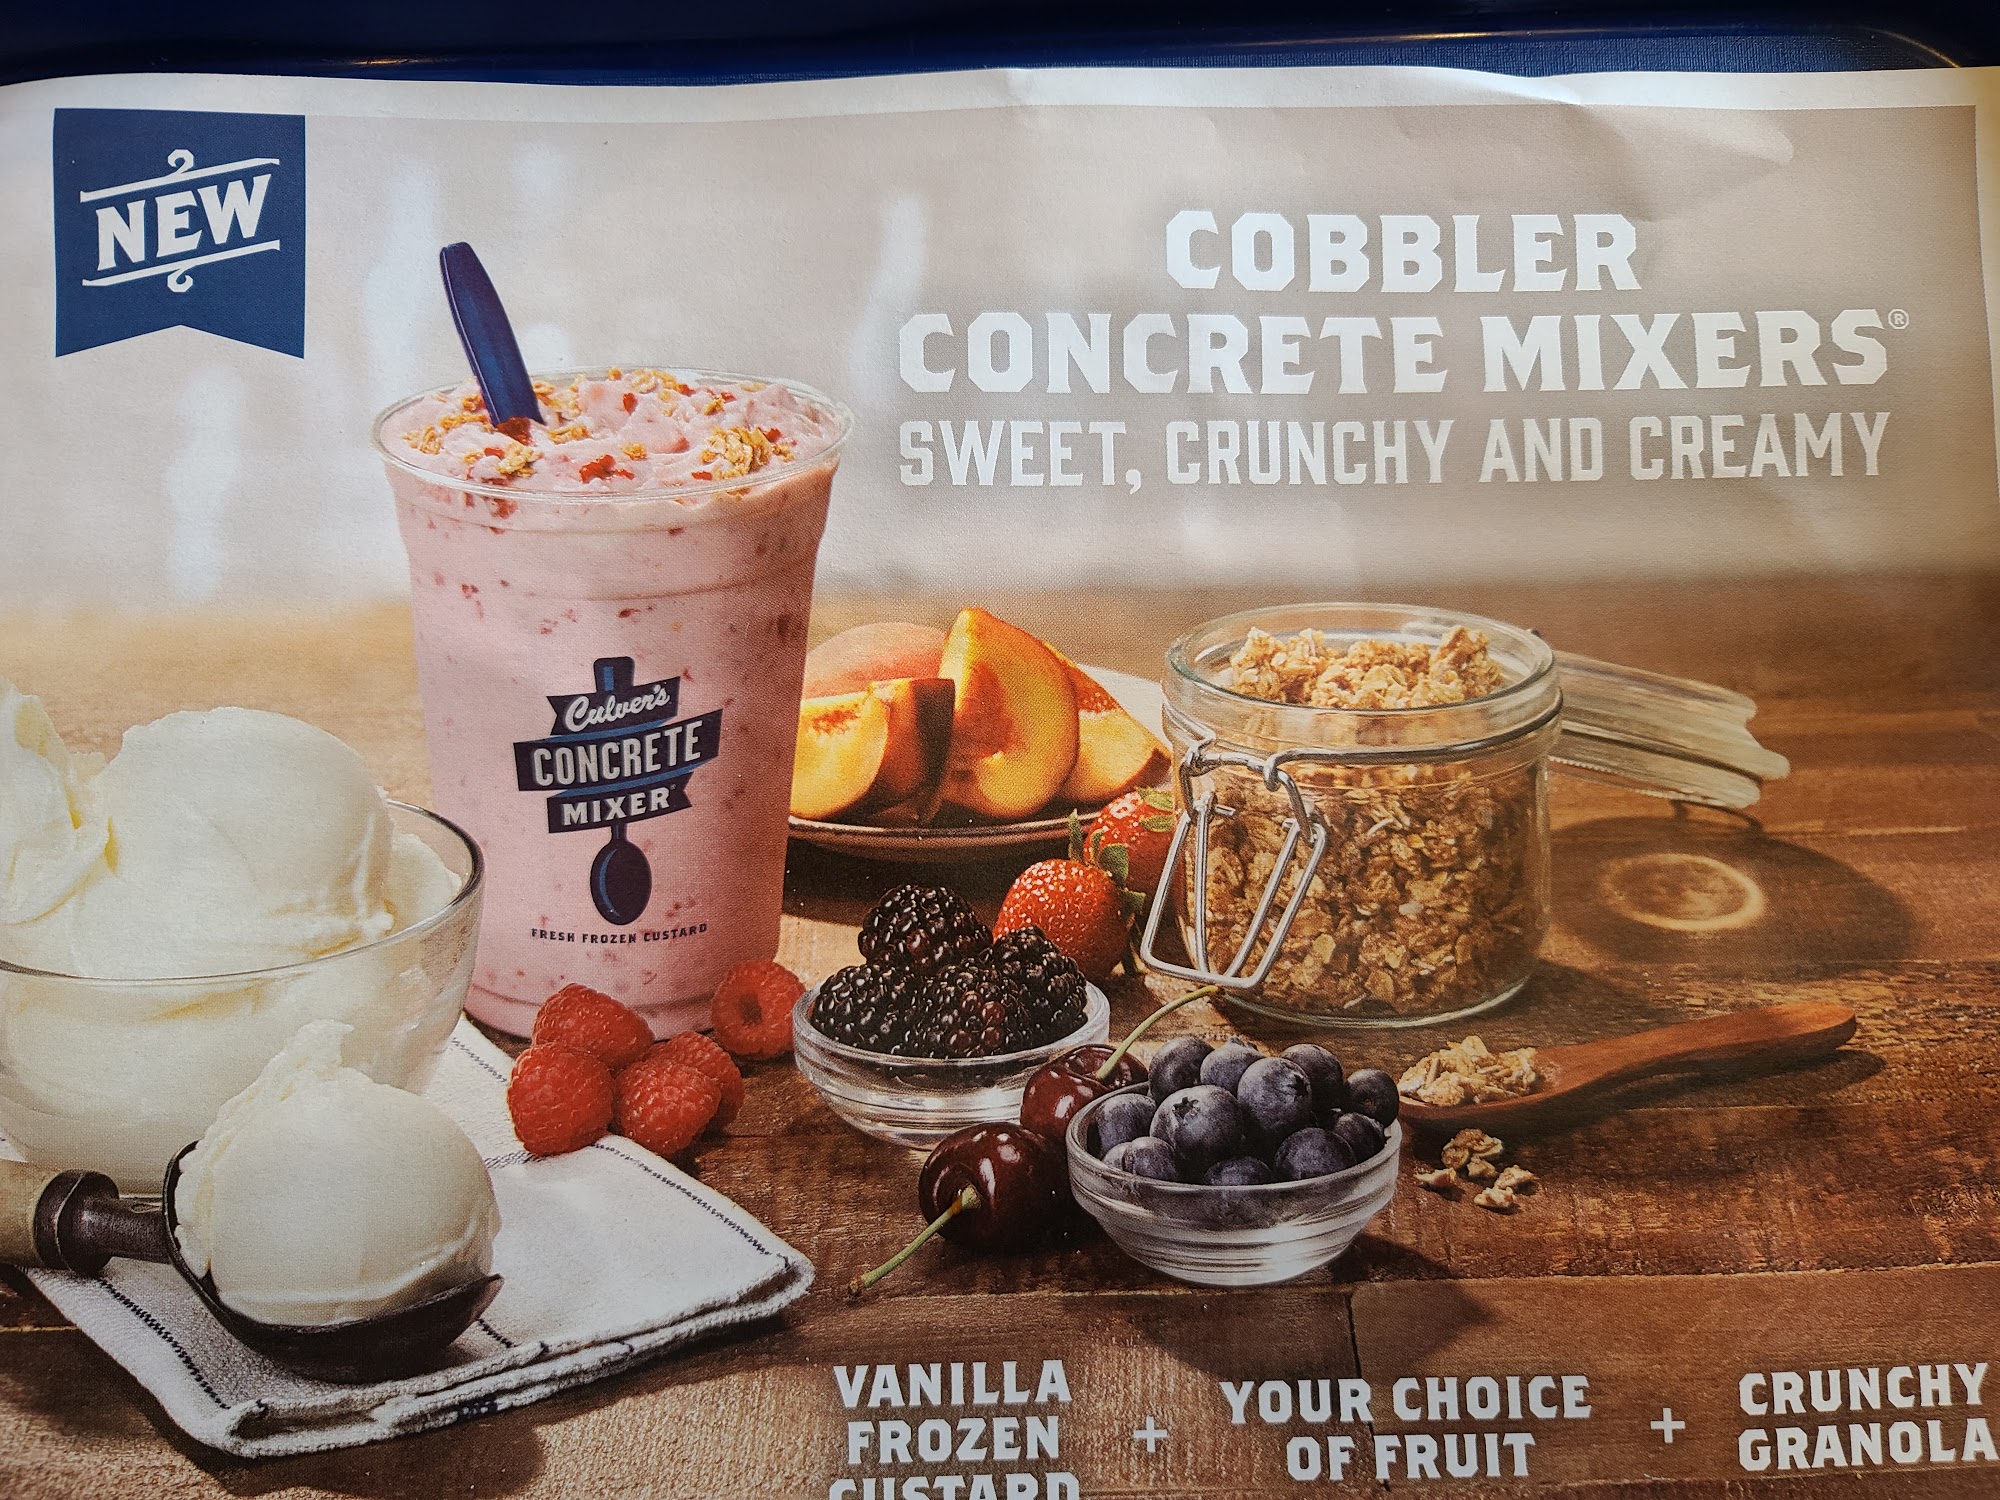 NEW
COBBLER
CONCRETE MIXERS®
SWEET, CRUNCHY AND CREAMY
Culver's
CONCRETE
MIXER
FRESH FROZEN CUSTARD
VANILLA
FROZEN
CUSTARD
+
YOUR CHOICE
OF FRUIT
+
CRUNCHY
GRANOLA